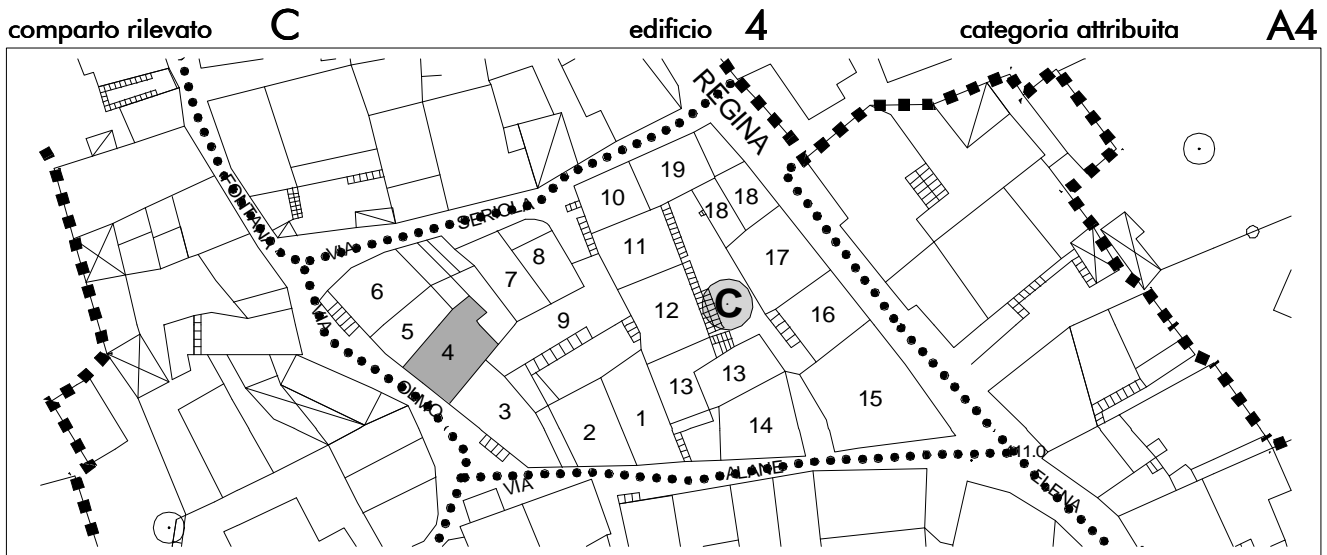 comparto rilevato C edificio 4 categoria attribuita A4
REGINA
FONTANA
VIA SERIOLA
VIA OLMO
VIA ALANE
ELENA
19
10
18
18
11
8
17
7
6
C
12
16
9
5
4
13
13
15
3
1
2
14